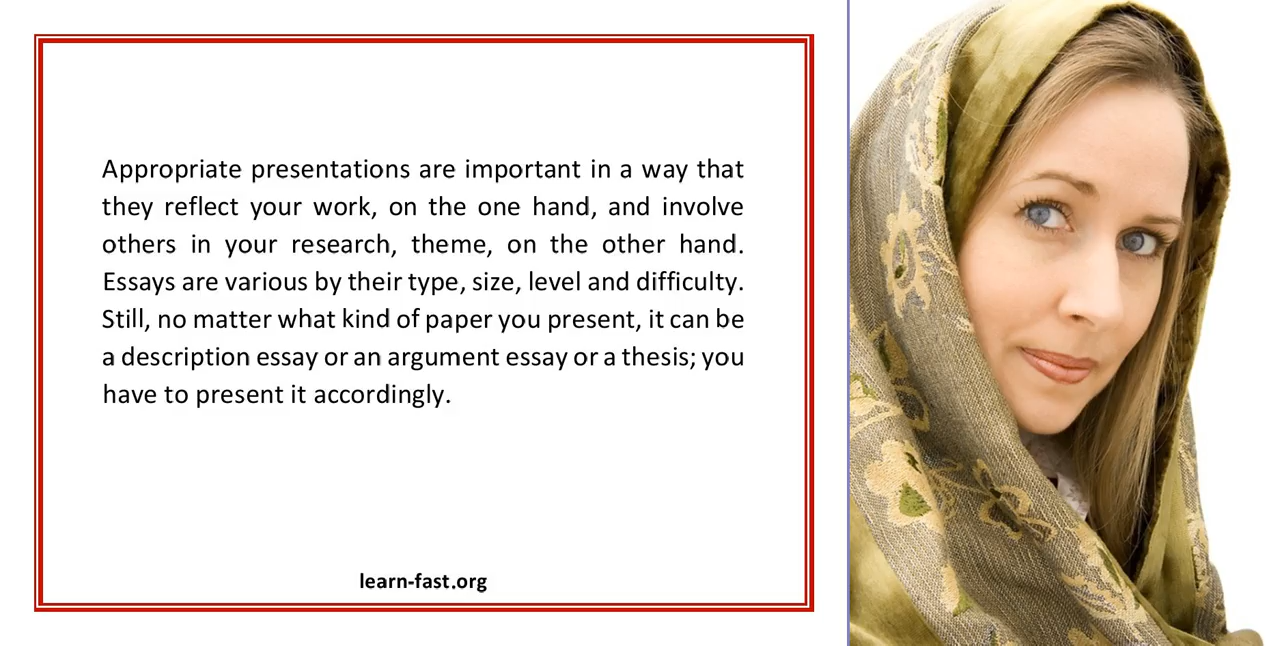 Appropriate presentations are important in a way that
they reflect your work, on the one hand, and involve
others in your research, theme, on the other hand.
Essays are various by their type, size, level and difficulty.
Still, no matter what kind of paper you present, it can be
a description essay or an argument essay or a thesis; you
have to present it accordingly.
learn-fast.org